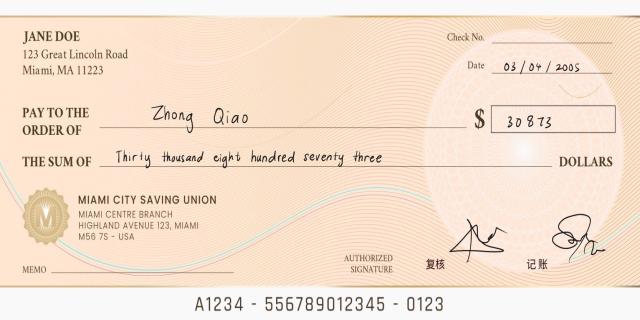 JANE DOE
123 Great Lincoln Road
Miami, MA 11223
Check No.
Date 03/04/2005
PAY TO THE
ORDER OF Zhong Qiao
$ 30873
THE SUM OF Thirty thousand eight hundred seventy three DOLLARS
MIAMI CITY SAVING UNION
MIAMI CENTRE BRANCH
HIGHLAND AVENUE 123, MIAMI
M56 7S - USA
MEMO
AUTHORIZED
SIGNATURE
复核
记账
A1234 - 556789012345 - 0123